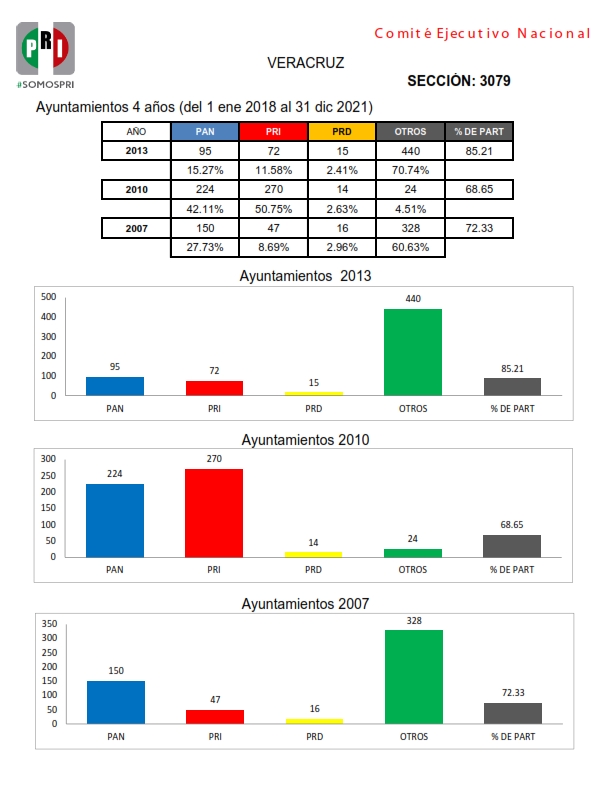 Comité Ejecutivo Nacional
PRI
#SOMOSPRI
VERACRUZ
SECCIÓN: 3079
Ayuntamientos 4 años (del 1 ene 2018 al 31 dic 2021)
AÑO PAN PRI PRD OTROS % DE PART
2013 95 72 15 440 85.21
15.27% 11.58% 2.41% 70.74%
2010 224 270 14 24 68.65
42.11% 50.75% 2.63% 4.51%
2007 150 47 16 328 72.33
27.73% 8.69% 2.96% 60.63%
Ayuntamientos 2013
500
400
300
200
100
0
95 72 15 440 85.21
PAN PRI PRD OTROS % DE PART
Ayuntamientos 2010
300
250
200
150
100
50
0
224 270 14 24 68.65
PAN PRI PRD OTROS % DE PART
Ayuntamientos 2007
350
300
250
200
150
100
50
0
150 47 16 328 72.33
PAN PRI PRD OTROS % DE PART